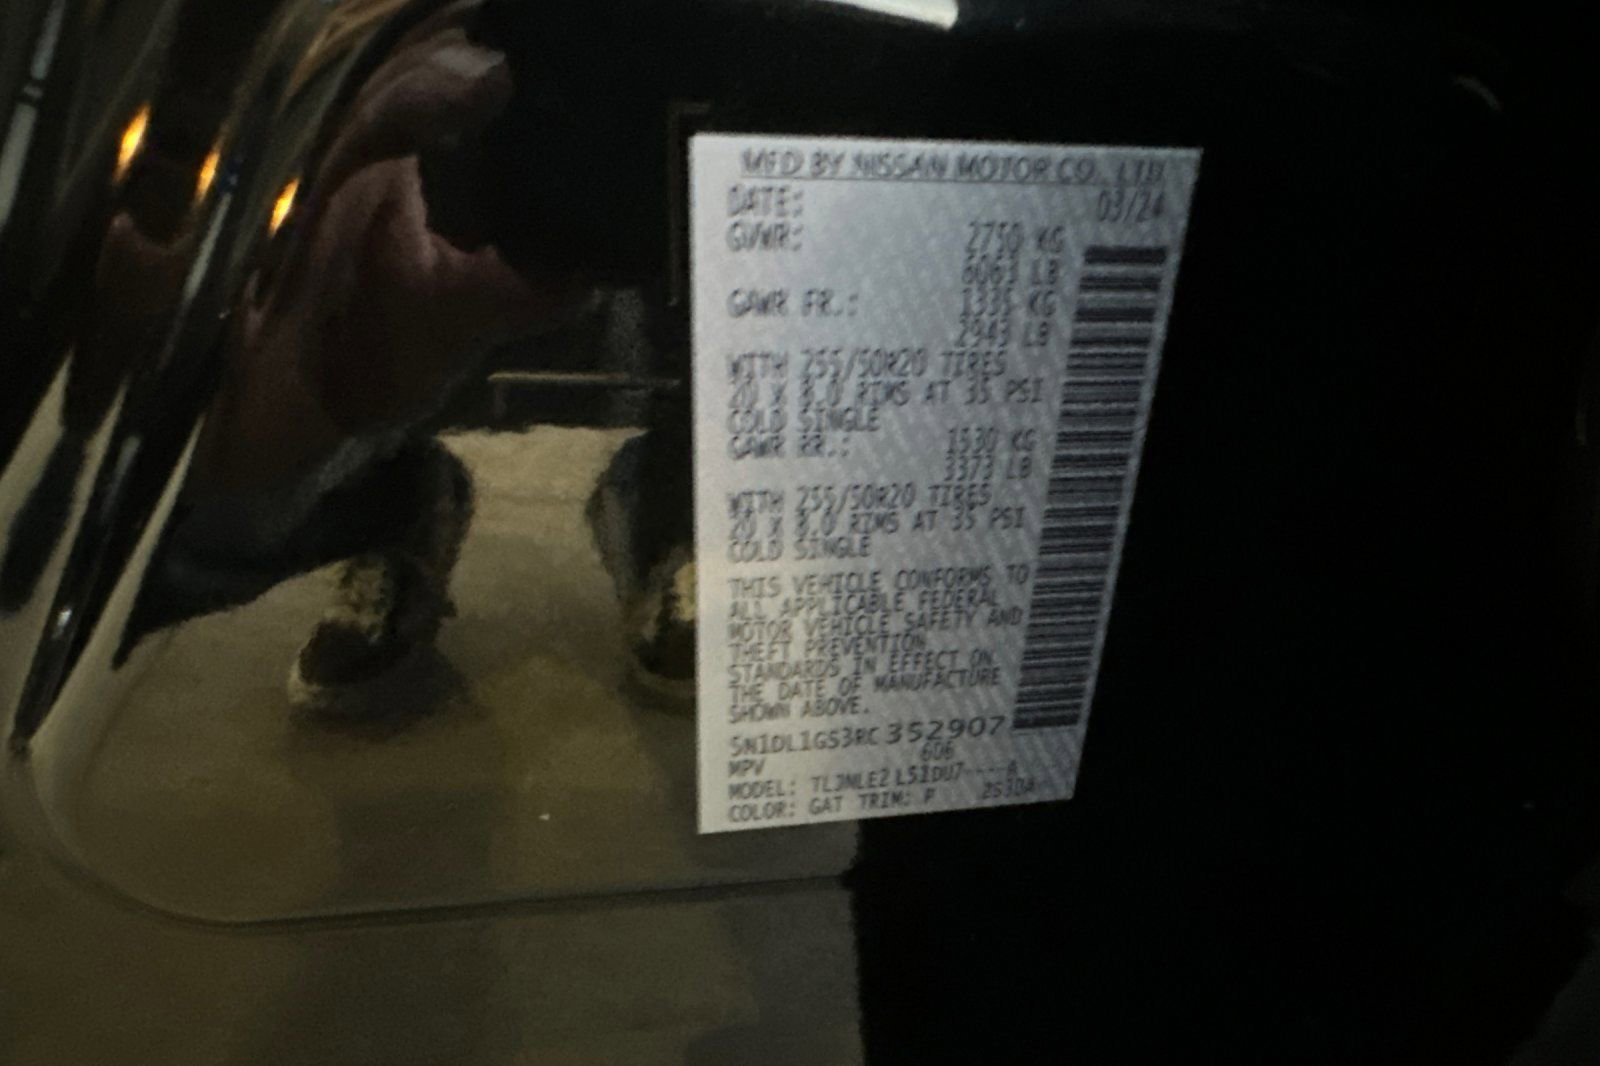 MFD BY NISSAN MOTOR CO., LTD.
DATE: 03/24
GVWR: 2750 KG
6063 LB
GAWR FR.: 1335 KG
2943 LB
WITH 255/50R20 TIRES
20 X 8.0 RIMS AT 35 PSI
COLD SINGLE
GAWR RR.: 1530 KG
3373 LB
WITH 255/50R20 TIRES
20 X 8.0 RIMS AT 35 PSI
COLD SINGLE
THIS VEHICLE CONFORMS TO
ALL APPLICABLE FEDERAL
MOTOR VEHICLE SAFETY AND
THEFT PREVENTION
STANDARDS IN EFFECT ON
THE DATE OF MANUFACTURE
SHOWN ABOVE.
5N1DL1GS3RC352907
MPV 6D6
MODEL:
COLOR: GAT TRIM: P